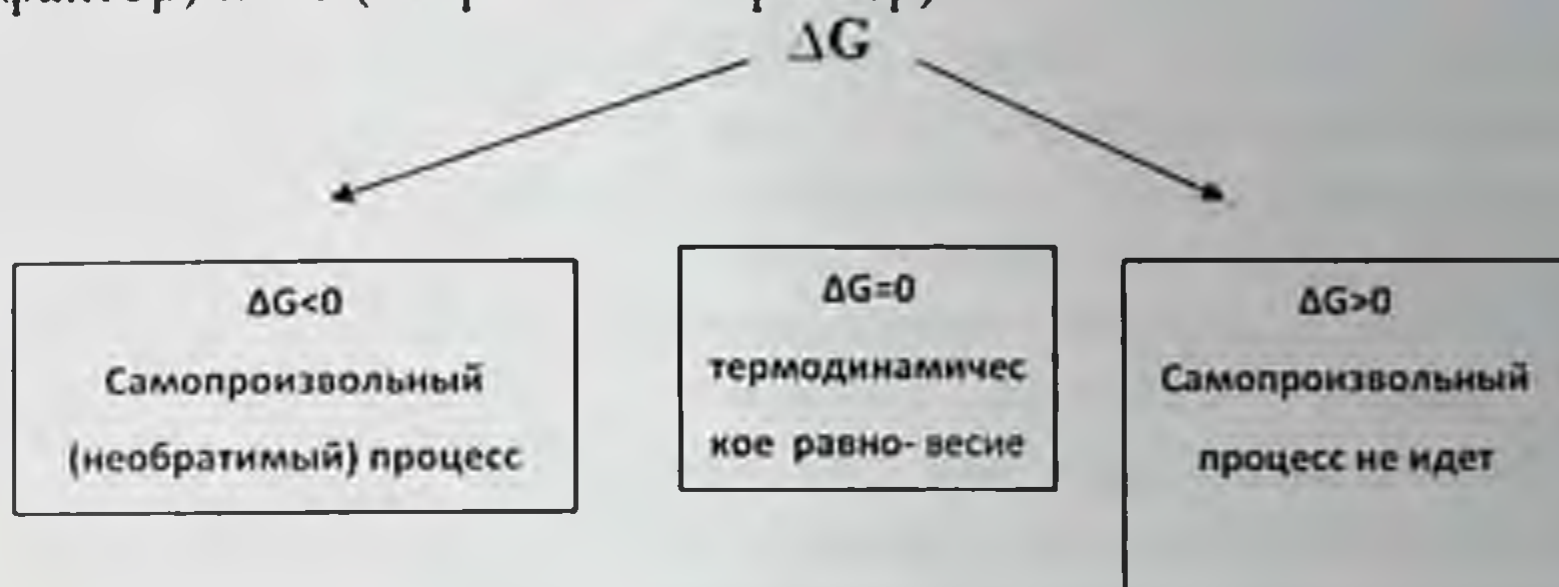 ΔG
ΔG<0
Самопроизвольный
(необратимый) процесс
ΔG=0
термодинамичес
кое равно- весие
ΔG>0
Самопроизвольный
процесс не идет